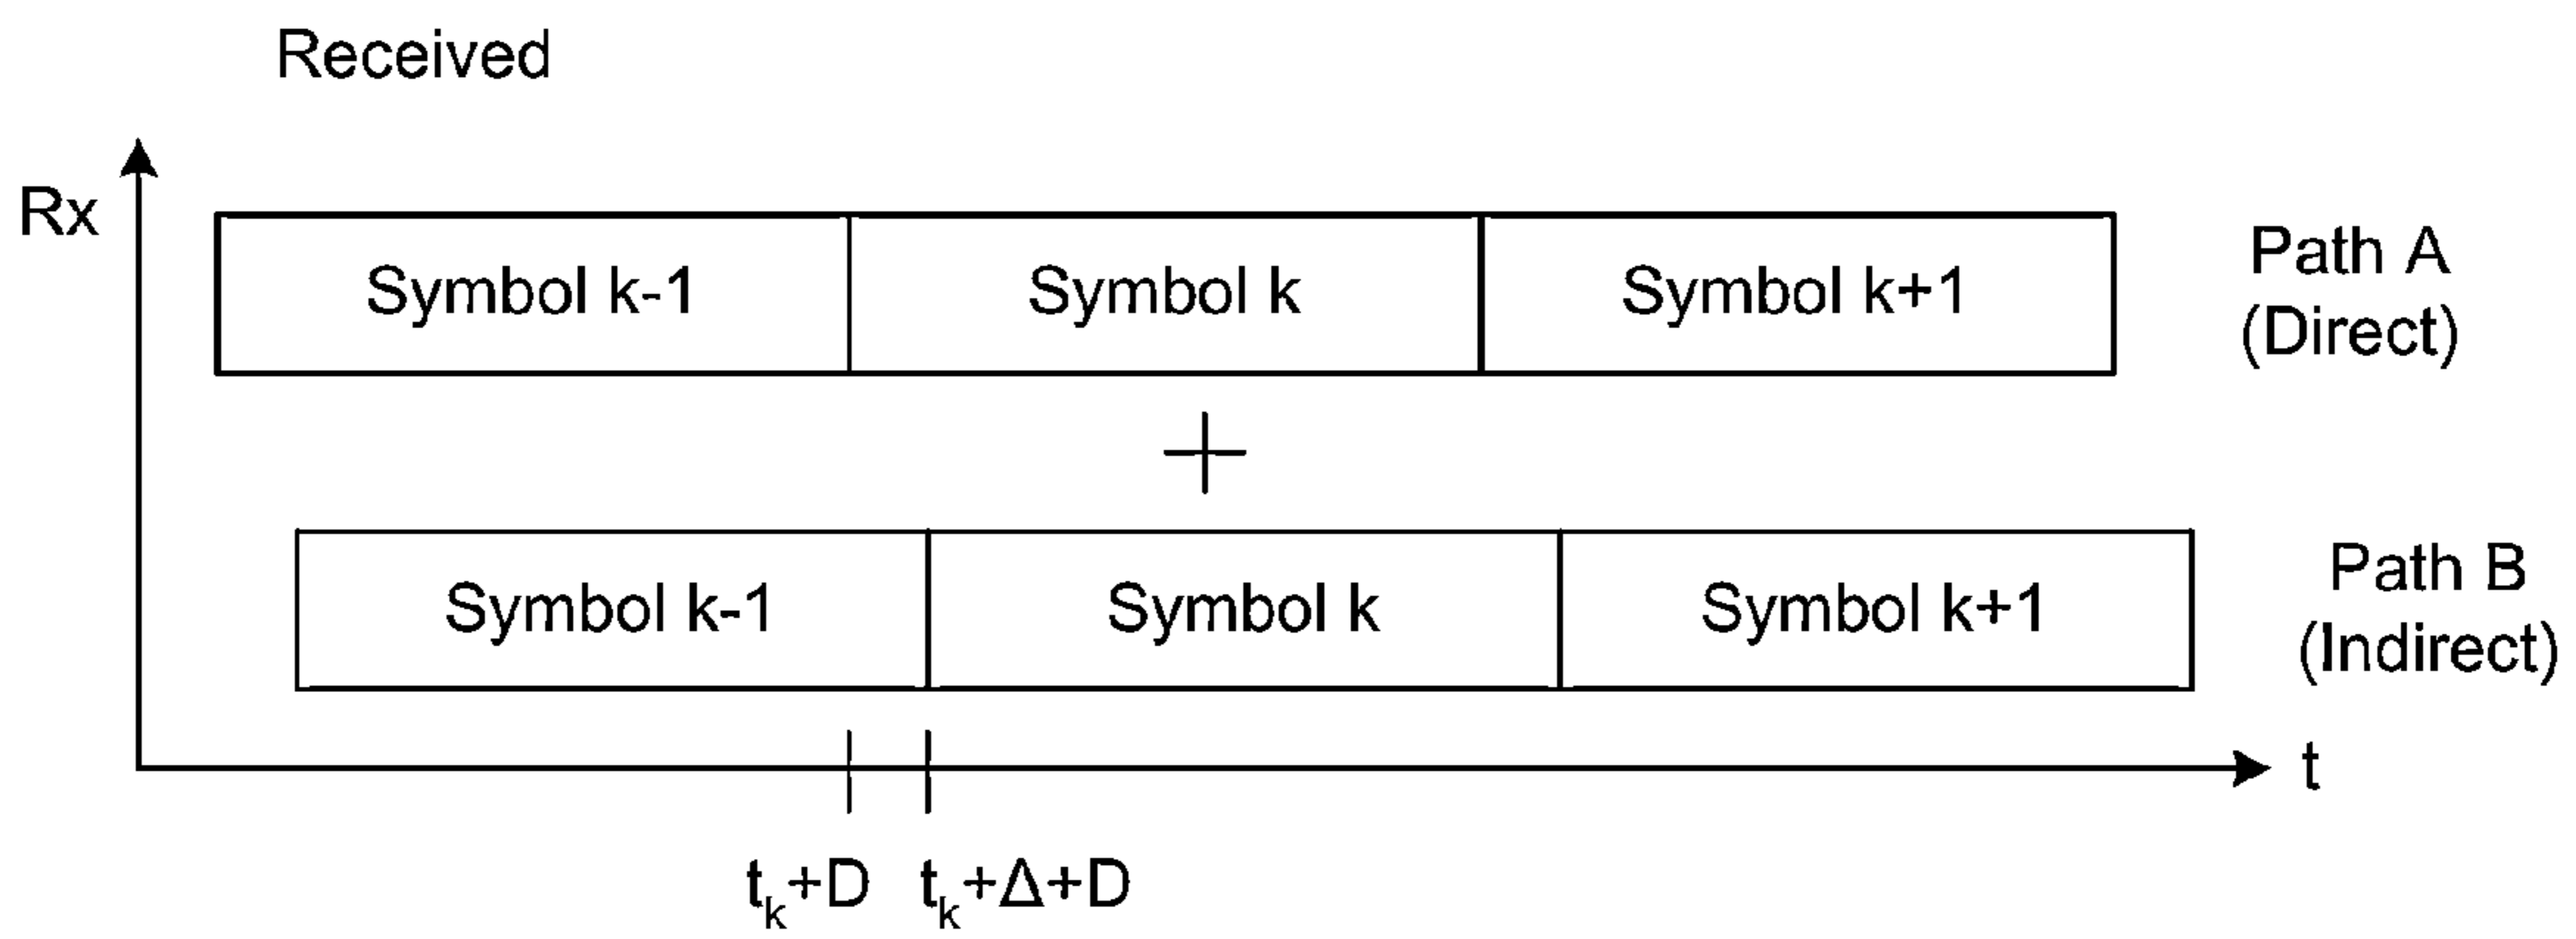 Received
Rx
Symbol k-1 Symbol k Symbol k+1
Path A
(Direct)
+
Symbol k-1 Symbol k Symbol k+1
Path B
(Indirect)
t
tₖ+D tₖ+Δ+D